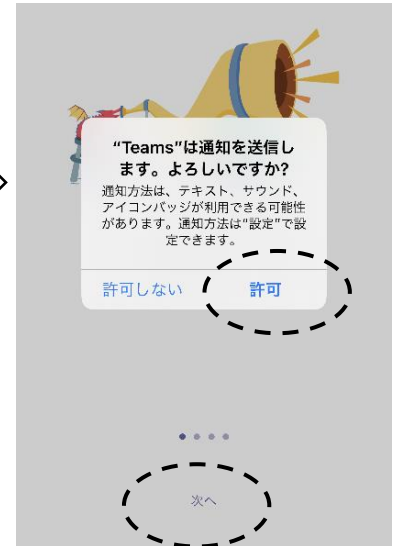 “Teams”は通知を送信し
ます。よろしいですか?
通知方法は、テキスト、サウンド、
アイコンバッジが利用できる可能性
があります。通知方法は“設定”で設
定できます。
許可しない 許可
次へ